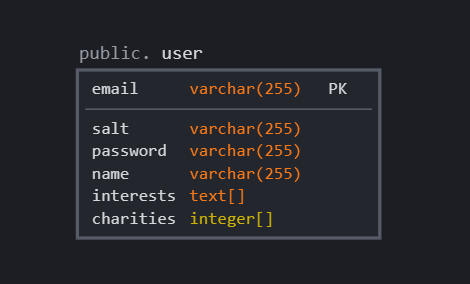 public. user
email varchar(255) PK
salt varchar(255)
password varchar(255)
name varchar(255)
interests text[]
charities integer[]